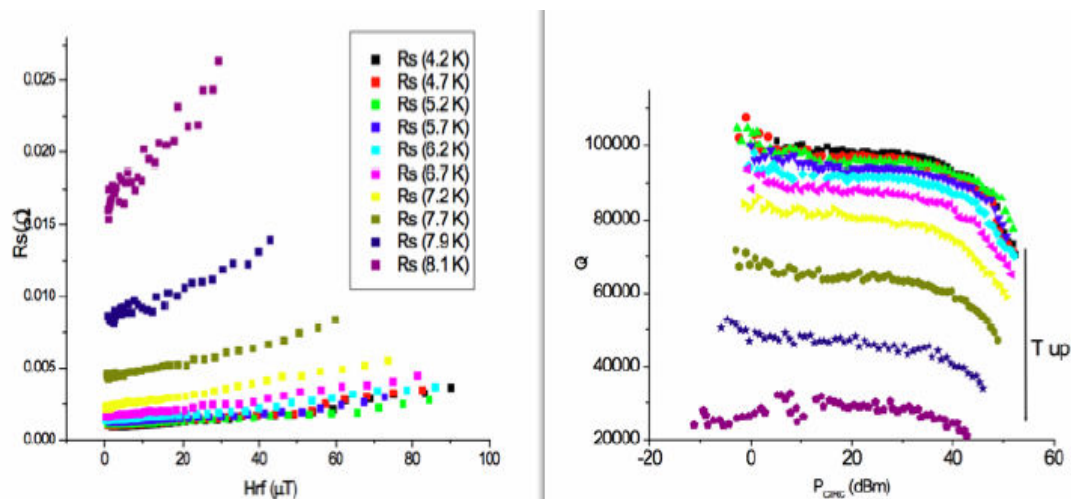 0.025
0.020
0.015
0.010
0.005
0.000
Rs (Ω
0
20
40
60
80
100
Hrf (μT)
Rs (4.2 K)
Rs (4.7 K)
Rs (5.2 K)
Rs (5.7 K)
Rs (6.2 K)
Rs (6.7 K)
Rs (7.2 K)
Rs (7.7 K)
Rs (7.9 K)
Rs (8.1 K)
100000
80000
60000
40000
20000
Q
-20
0
20
40
60
(dBm)
T up